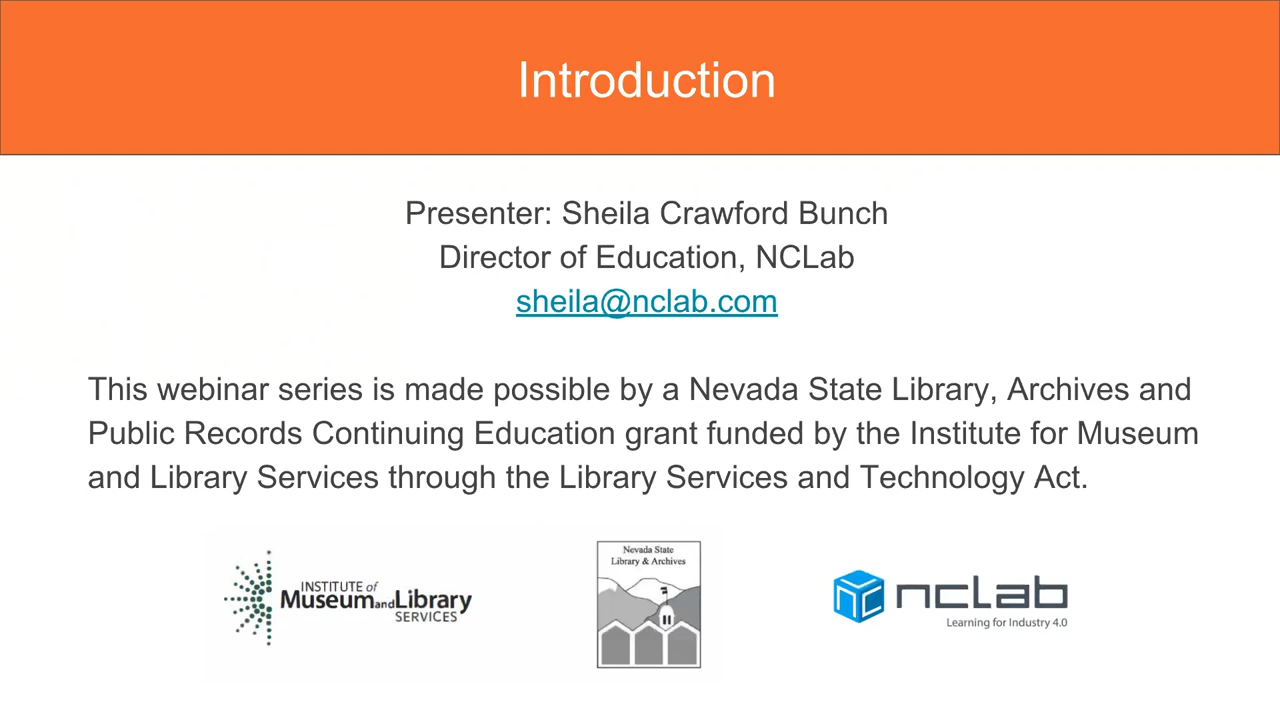 Introduction
Presenter: Sheila Crawford Bunch
Director of Education, NCLab
sheila@nclab.com
This webinar series is made possible by a Nevada State Library, Archives and
Public Records Continuing Education grant funded by the Institute for Museum
and Library Services through the Library Services and Technology Act.
INSTITUTE of
Museum and Library
SERVICES
Nevada State
Library & Archives
nclab
Learning for Industry 4.0